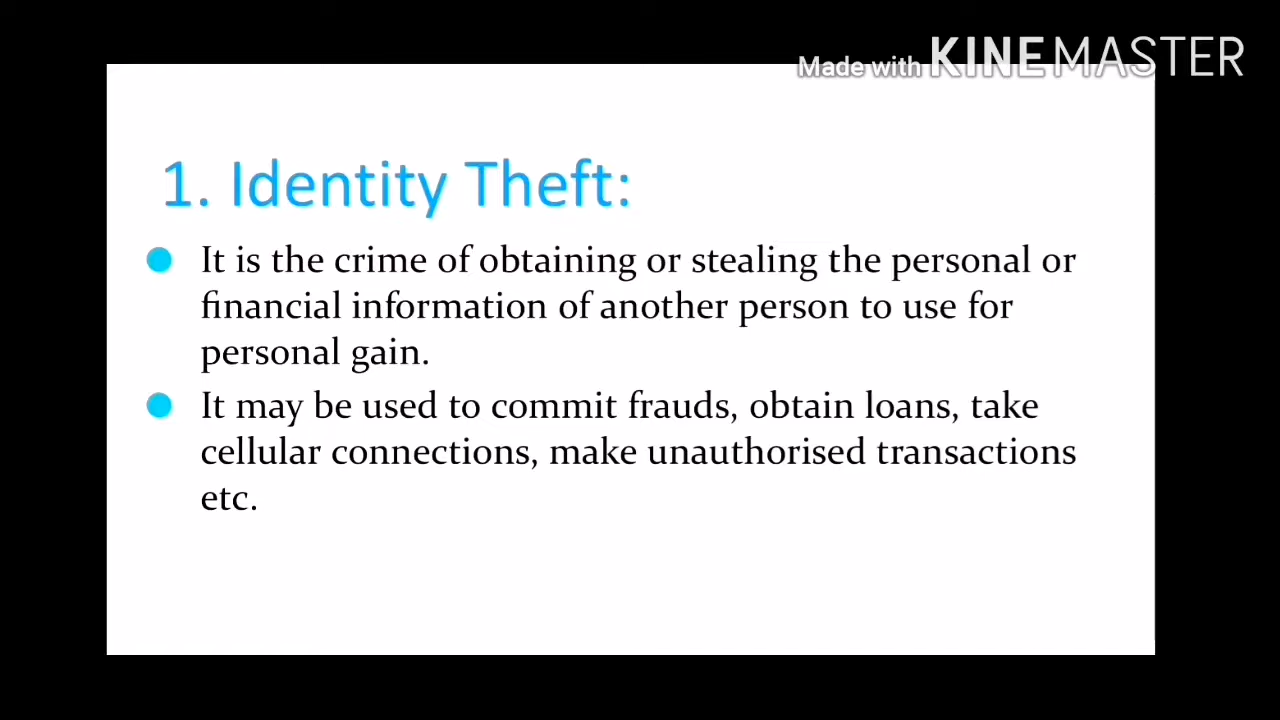 Made with KINEMASTER
1. Identity Theft:
It is the crime of obtaining or stealing the personal or
financial information of another person to use for
personal gain.
It may be used to commit frauds, obtain loans, take
cellular connections, make unauthorised transactions
etc.